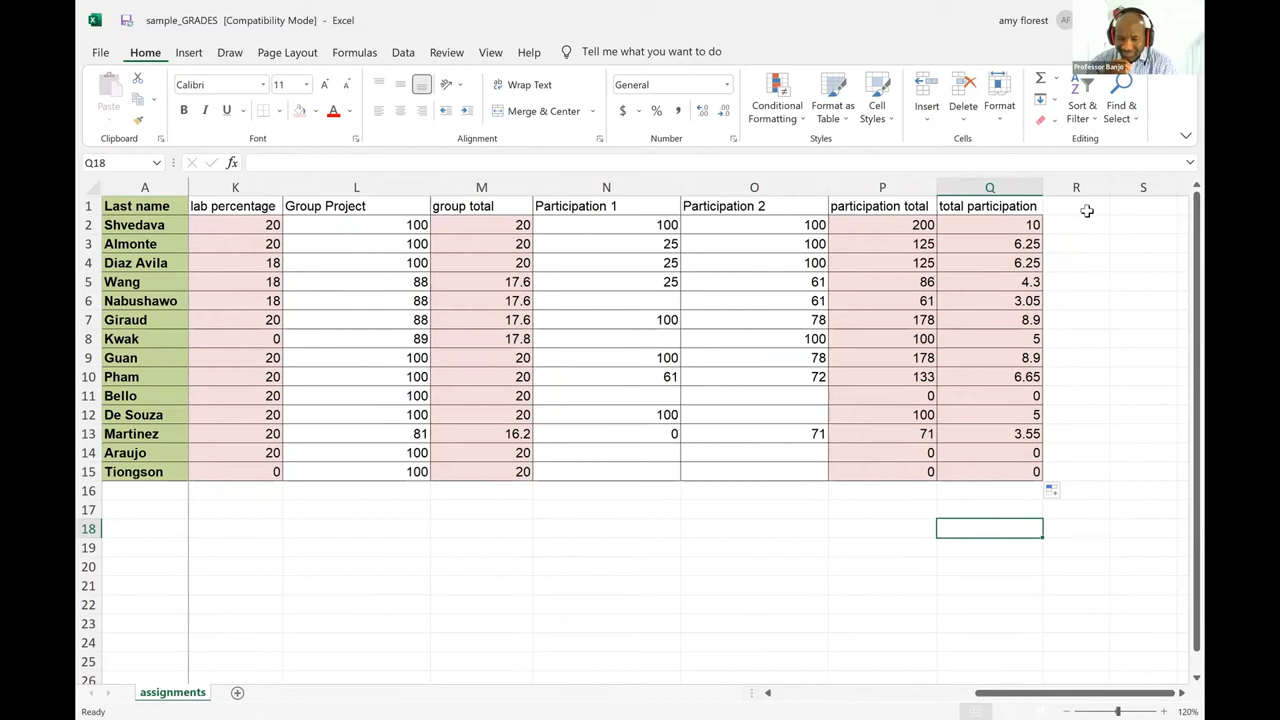 sample_GRADES [Compatibility Mode] - Excel
amy florest AF
Professor Banjo
File Home Insert Draw Page Layout Formulas Data Review View Help Tell me what you want to do
Paste
Calibri 11
B I U
A
Wrap Text
Merge & Center
General
$ % ,
Conditional Formatting
Format as Table
Cell Styles
Insert
Delete
Format
Sort & Filter
Find & Select
Clipboard Font Alignment Number Styles Cells Editing
Q18 fx
A K L M N O P Q R S
1 Last name lab percentage Group Project group total Participation 1 Participation 2 participation total total participation
2 Shvedava 20 100 20 100 100 200 10
3 Almonte 20 100 20 25 100 125 6.25
4 Diaz Avila 18 100 20 25 100 125 6.25
5 Wang 18 88 17.6 25 61 86 4.3
6 Nabushawo 18 88 17.6 61 61 3.05
7 Giraud 20 88 17.6 100 78 178 8.9
8 Kwak 0 89 17.8 100 100 5
9 Guan 20 100 20 100 78 178 8.9
10 Pham 20 100 20 61 72 133 6.65
11 Bello 20 100 20 0 0
12 De Souza 20 100 20 100 100 5
13 Martinez 20 81 16.2 0 71 71 3.55
14 Araujo 20 100 20 0 0
15 Tiongson 0 100 20 0 0
16
17
18
19
20
21
22
23
24
25
26
assignments
Ready
120%